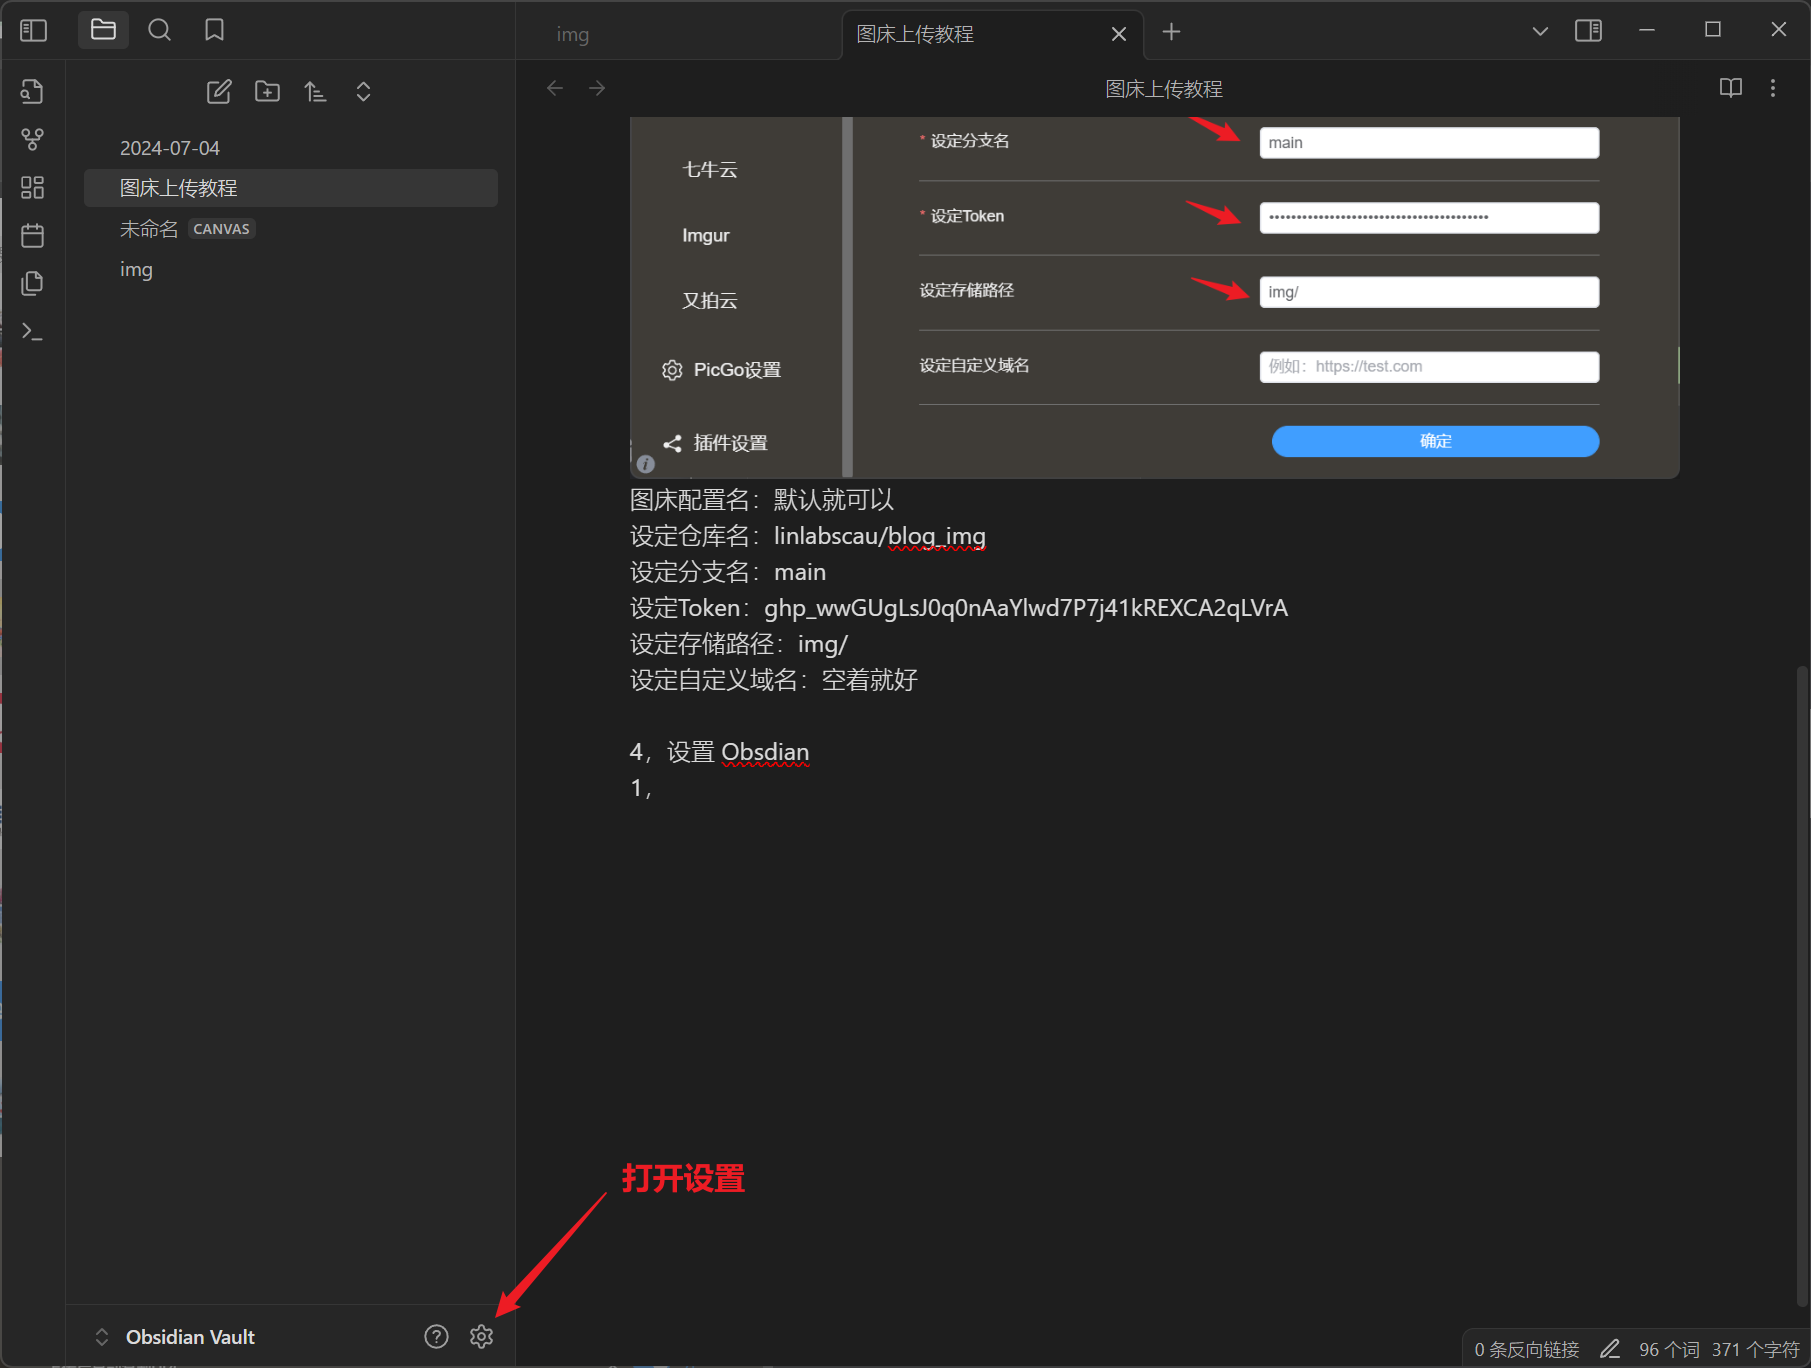 img
图床上传教程
图床上传教程
2024-07-04
图床上传教程
未命名 CANVAS
img
七牛云
Imgur
又拍云
PicGo设置
插件设置
* 设定分支名 main
* 设定Token ••••••••••••••••••••••••••••••••••••••••
设定存储路径 img/
设定自定义域名 例如：https://test.com
确定
图床配置名：默认就可以
设定仓库名：linlabscau/blog_img
设定分支名：main
设定Token：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
设定存储路径：img/
设定自定义域名：空着就好
4，设置 Obsdian
1，
打开设置
Obsidian Vault
0 条反向链接 96 个词 371 个字符